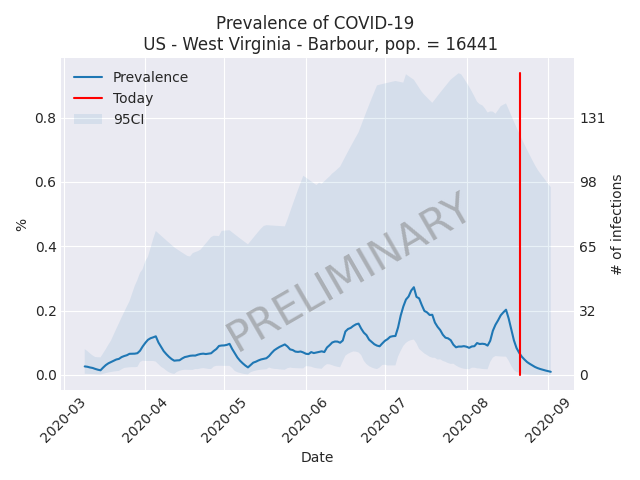 Prevalence of COVID-19
US - West Virginia - Barbour, pop. = 16441
Prevalence
Today
95CI
0.8
0.6
0.4
0.2
0.0
%
131
98
65
32
0
# of infections
PRELIMINARY
2020-03
2020-04
2020-05
2020-06
2020-07
2020-08
2020-09
Date